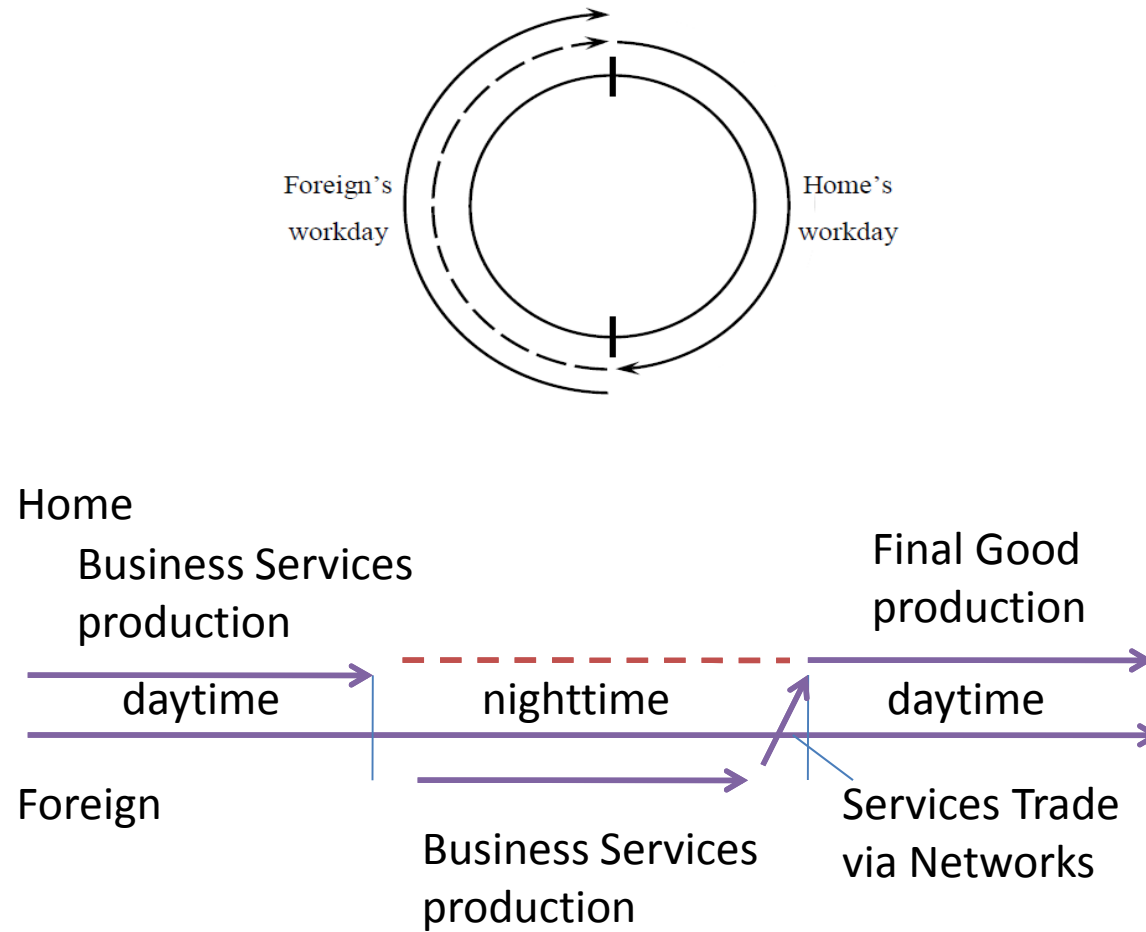 Foreign's
workday
Home's
workday
Home
Business Services
production
Final Good
production
daytime
nighttime
daytime
Foreign
Business Services
production
Services Trade
via Networks